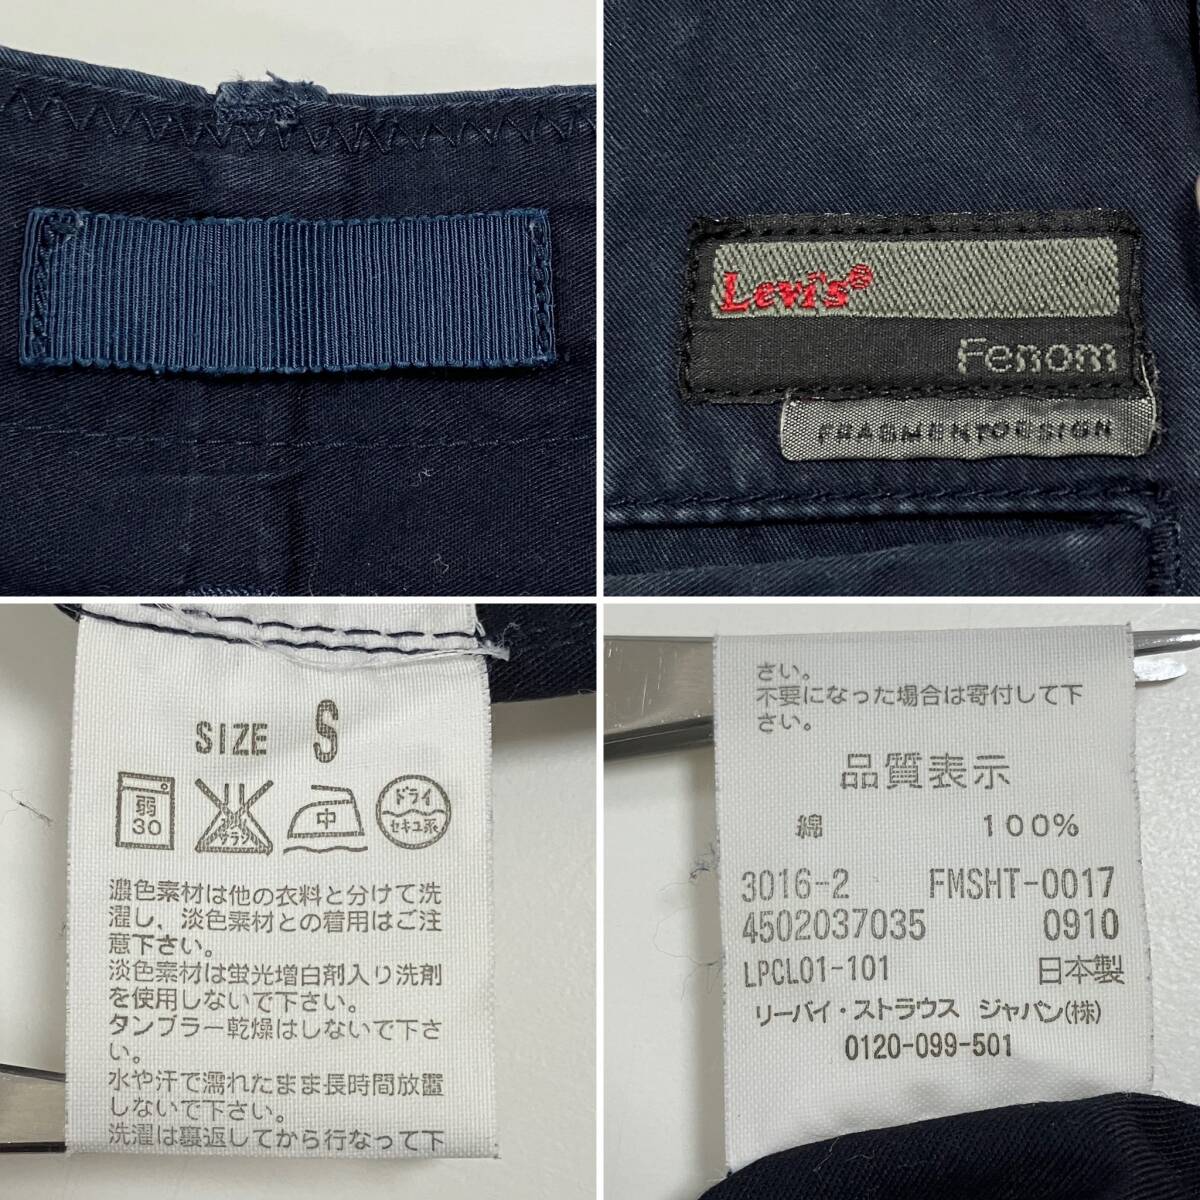 Levi's®
Fenom
FRAGMENTDESIGN
SIZE S
弱
30
サラシ
中
ドライ
セキユ系
濃色素材は他の衣料と分けて洗
濯し、淡色素材との着用はご注
意下さい。
淡色素材は蛍光増白剤入り洗剤
を使用しないで下さい。
タンブラー乾燥はしないで下さ
い。
水や汗で濡れたまま長時間放置
しないで下さい。
洗濯は裏返してから行なって下
さい。
不要になった場合は寄付して下
さい。
品質表示
綿 100%
3016-2 FMSHT-0017
4502037035 0910
LPCL01-101 日本製
リーバイ・ストラウス ジャパン(株)
0120-099-501